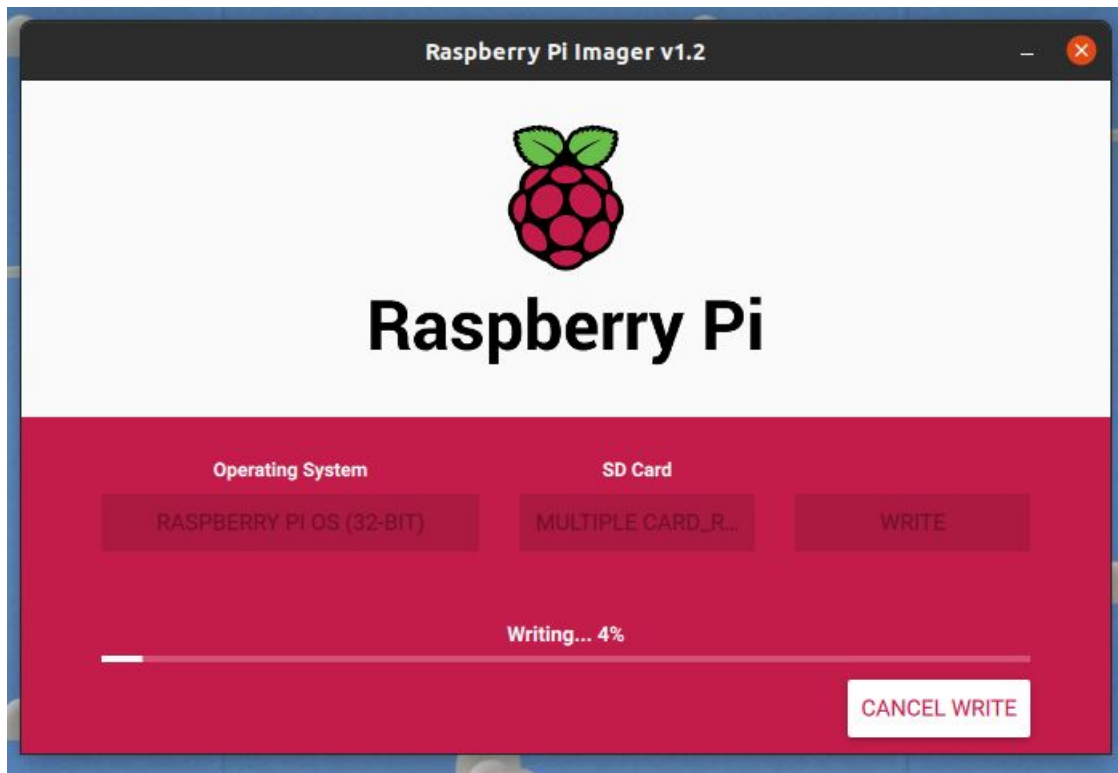 Raspberry Pi Imager v1.2
Raspberry Pi
Operating System
SD Card
RASPBERRY PI OS (32-BIT)
MULTIPLE CARD_R...
WRITE
Writing... 4%
CANCEL WRITE